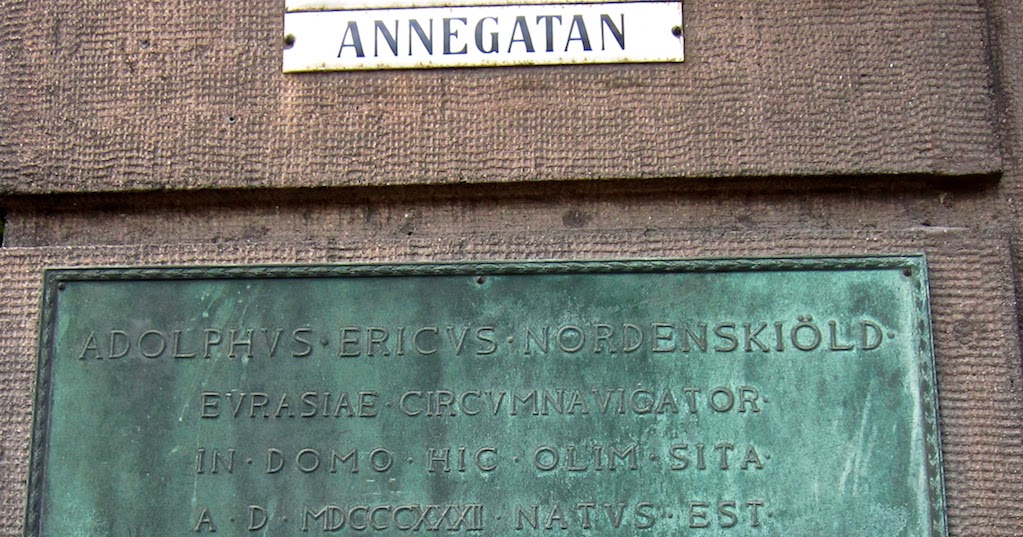 ANNEGATAN
ADOLPHVS · ERICVS · NORDENSKIÖLD ·
EVRASIAE · CIRCVMNAVIGATOR ·
IN · DOMO · HIC · OLIM · SITA ·
A · D · MDCCCXXXII · NATVS · EST ·